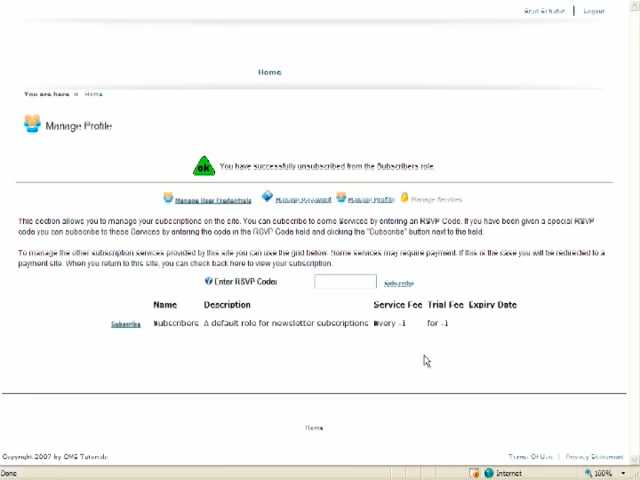 Brad Schafer | Logout
Home
You are here » Home
Manage Profile
ok You have successfully unsubscribed from the Subscribers role.
Manage User Credentials Manage Password Manage Profile Manage Services
This section allows you to manage your subscriptions on the site. You can subscribe to some Services by entering an RSVP Code. If you have been given a special RSVP
code you can subscribe to these Services by entering the code in the RSVP Code field and clicking the "Subscribe" button next to the field.
To manage the other subscription services provided by this site you can use the grid below. Some services may require payment. If this is the case you will be redirected to a
payment site. When you return to this site, you can check back here to view your subscription.
Enter RSVP Code: Subscribe
Name Description Service Fee Trial Fee Expiry Date
Subscribe Subscribers A default role for newsletter subscriptions Every -1 for -1
Home
Copyright 2007 by CMS Tutorials Terms Of Use | Privacy Statement
Done Internet 100%